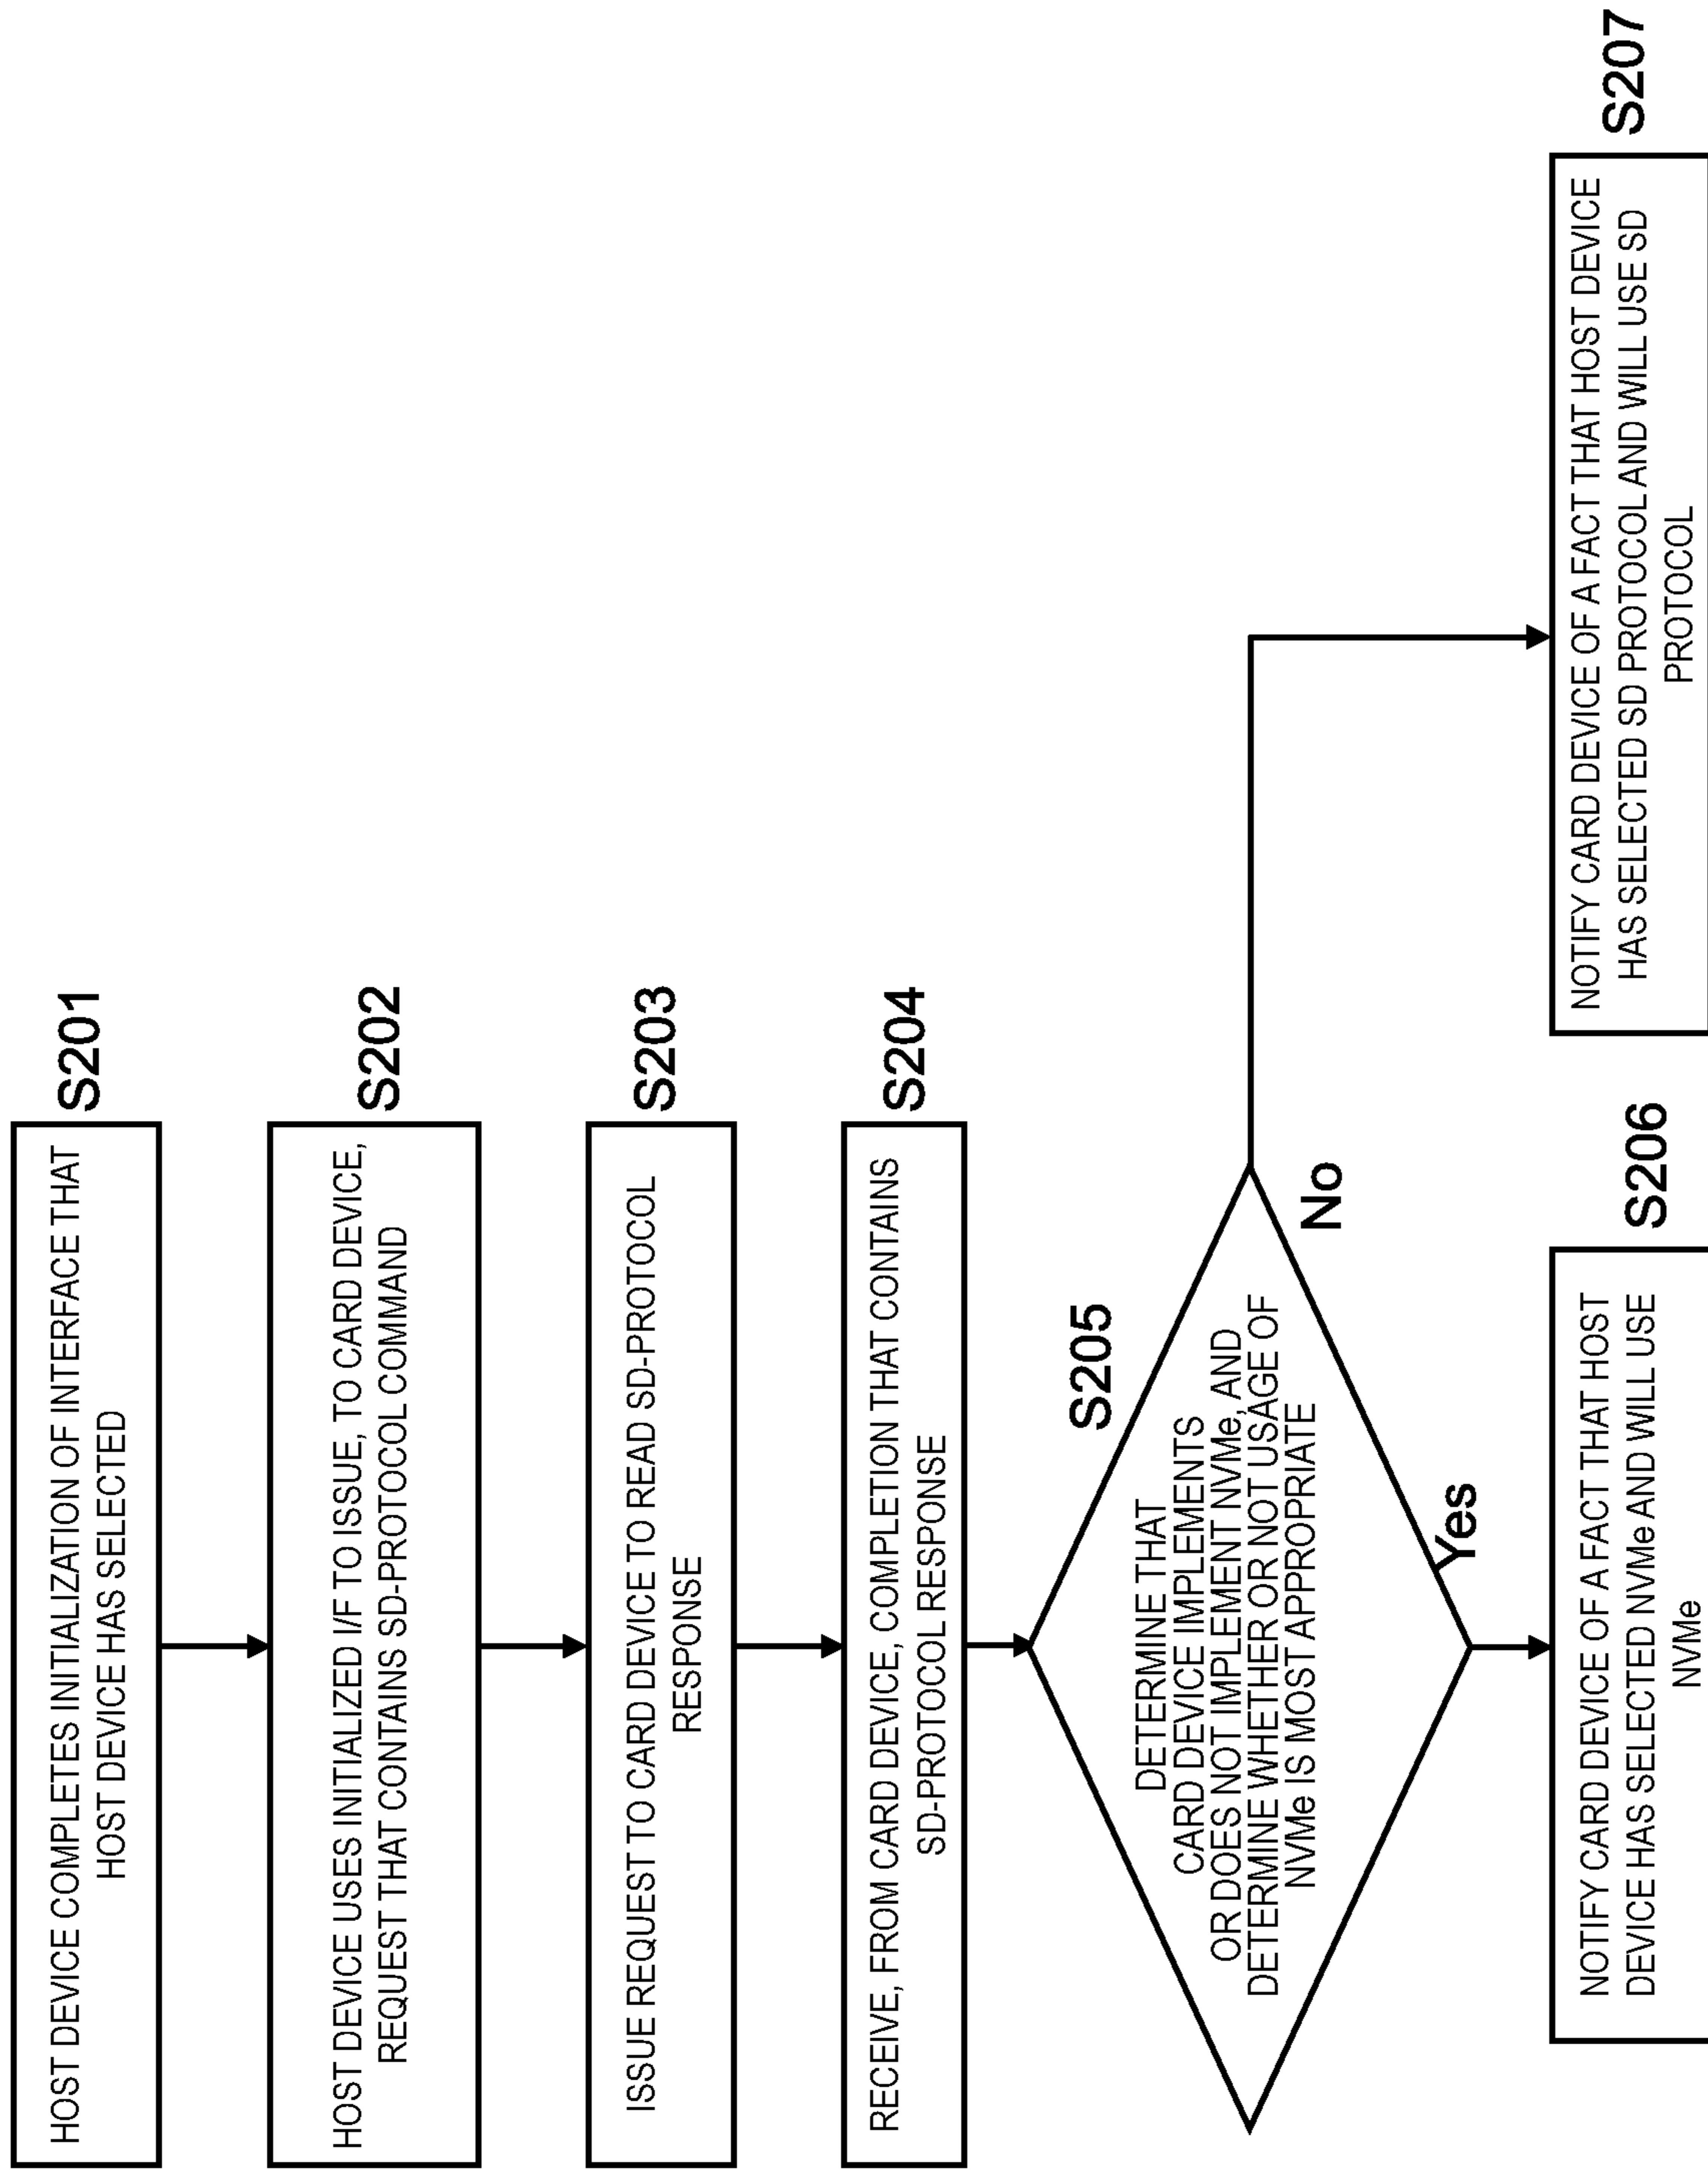 HOST DEVICE COMPLETES INITIALIZATION OF INTERFACE THAT
HOST DEVICE HAS SELECTED
S201
HOST DEVICE USES INITIALIZED I/F TO ISSUE, TO CARD DEVICE,
REQUEST THAT CONTAINS SD-PROTOCOL COMMAND
S202
ISSUE REQUEST TO CARD DEVICE TO READ SD-PROTOCOL
RESPONSE
S203
RECEIVE, FROM CARD DEVICE, COMPLETION THAT CONTAINS
SD-PROTOCOL RESPONSE
S204
S205
DETERMINE THAT
CARD DEVICE IMPLEMENTS
OR DOES NOT IMPLEMENT NVMe, AND
DETERMINE WHETHER OR NOT USAGE OF
NVMe IS MOST APPROPRIATE
No
Yes
NOTIFY CARD DEVICE OF A FACT THAT HOST
DEVICE HAS SELECTED NVMe AND WILL USE
NVMe
S206
NOTIFY CARD DEVICE OF A FACT THAT HOST DEVICE
HAS SELECTED SD PROTOCOL AND WILL USE SD
PROTOCOL
S207